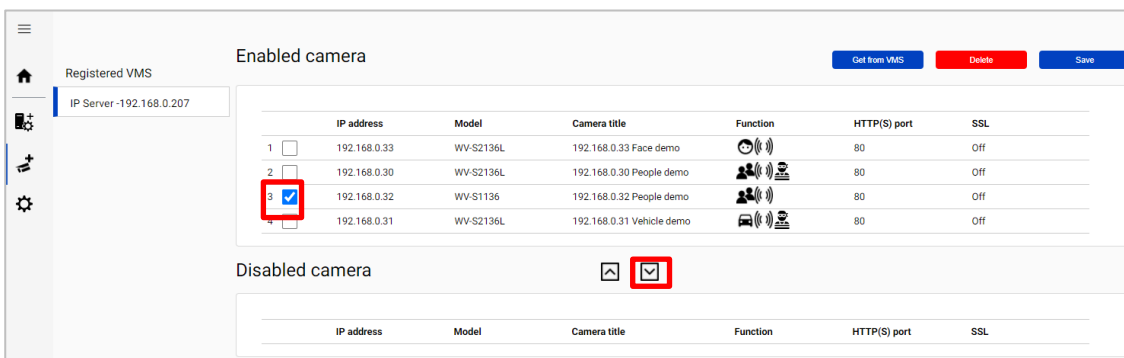 Enabled camera
Get from VMS Delete Save
Registered VMS
IP Server -192.168.0.207
IP address Model Camera title Function HTTP(S) port SSL
1 192.168.0.33 WV-S2136L 192.168.0.33 Face demo 80 Off
2 192.168.0.30 WV-S2136L 192.168.0.30 People demo 80 Off
3 192.168.0.32 WV-S1136 192.168.0.32 People demo 80 Off
4 192.168.0.31 WV-S2136L 192.168.0.31 Vehicle demo 80 Off
Disabled camera
IP address Model Camera title Function HTTP(S) port SSL